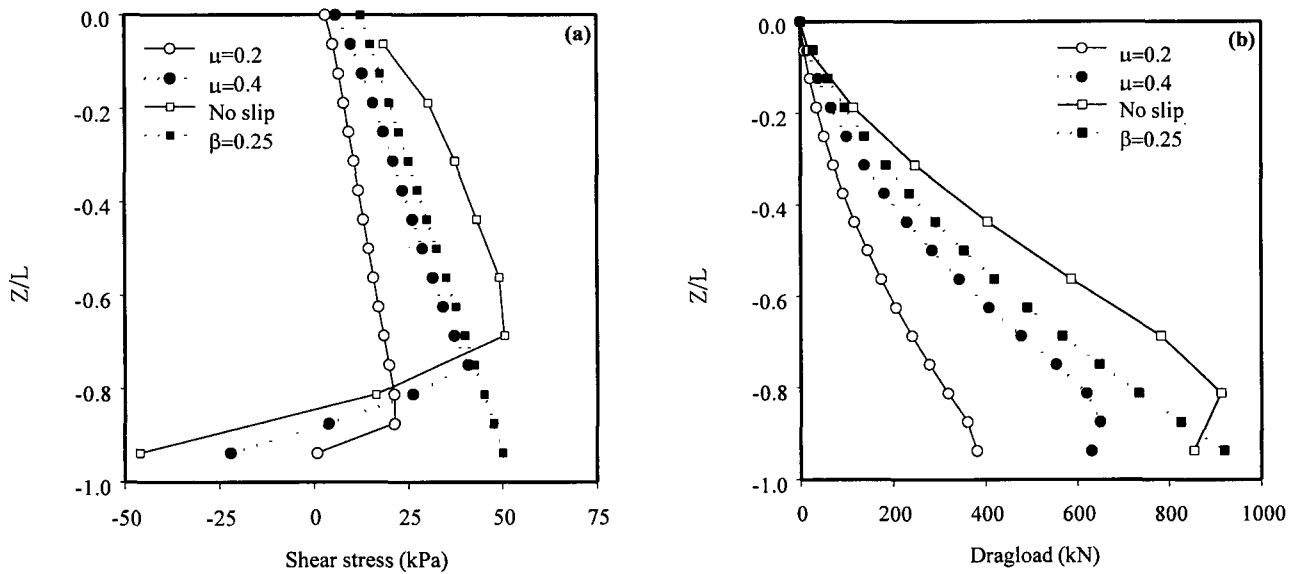 (a)
μ=0.2
μ=0.4
No slip
β=0.25
0.0
-0.2
-0.4
-0.6
-0.8
-1.0
Z/L
-50
-25
0
25
50
75
Shear stress (kPa)
(b)
μ=0.2
μ=0.4
No slip
β=0.25
0.0
-0.2
-0.4
-0.6
-0.8
-1.0
Z/L
0
200
400
600
800
1000
Dragload (kN)